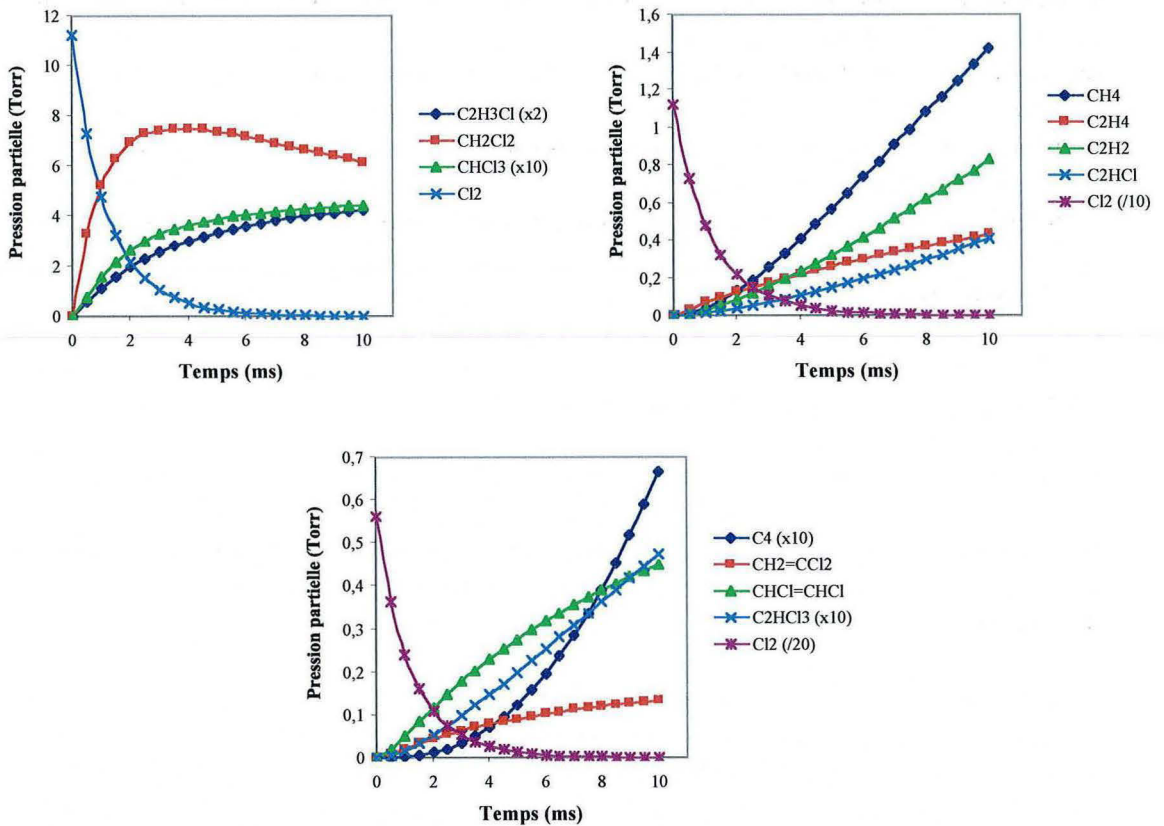 Pression partielle (Torr)
12
10
8
6
4
2
0
0 2 4 6 8 10
Temps (ms)
C2H3Cl (x2)
CH2Cl2
CHCl3 (x10)
Cl2
Pression partielle (Torr)
1,6
1,4
1,2
1
0,8
0,6
0,4
0,2
0
0 2 4 6 8 10
Temps (ms)
CH4
C2H4
C2H2
C2HCl
Cl2 (/10)
Pression partielle (Torr)
0,7
0,6
0,5
0,4
0,3
0,2
0,1
0
0 2 4 6 8 10
Temps (ms)
C4 (x10)
CH2=CCl2
CHCl=CHCl
C2HCl3 (x10)
Cl2 (/20)